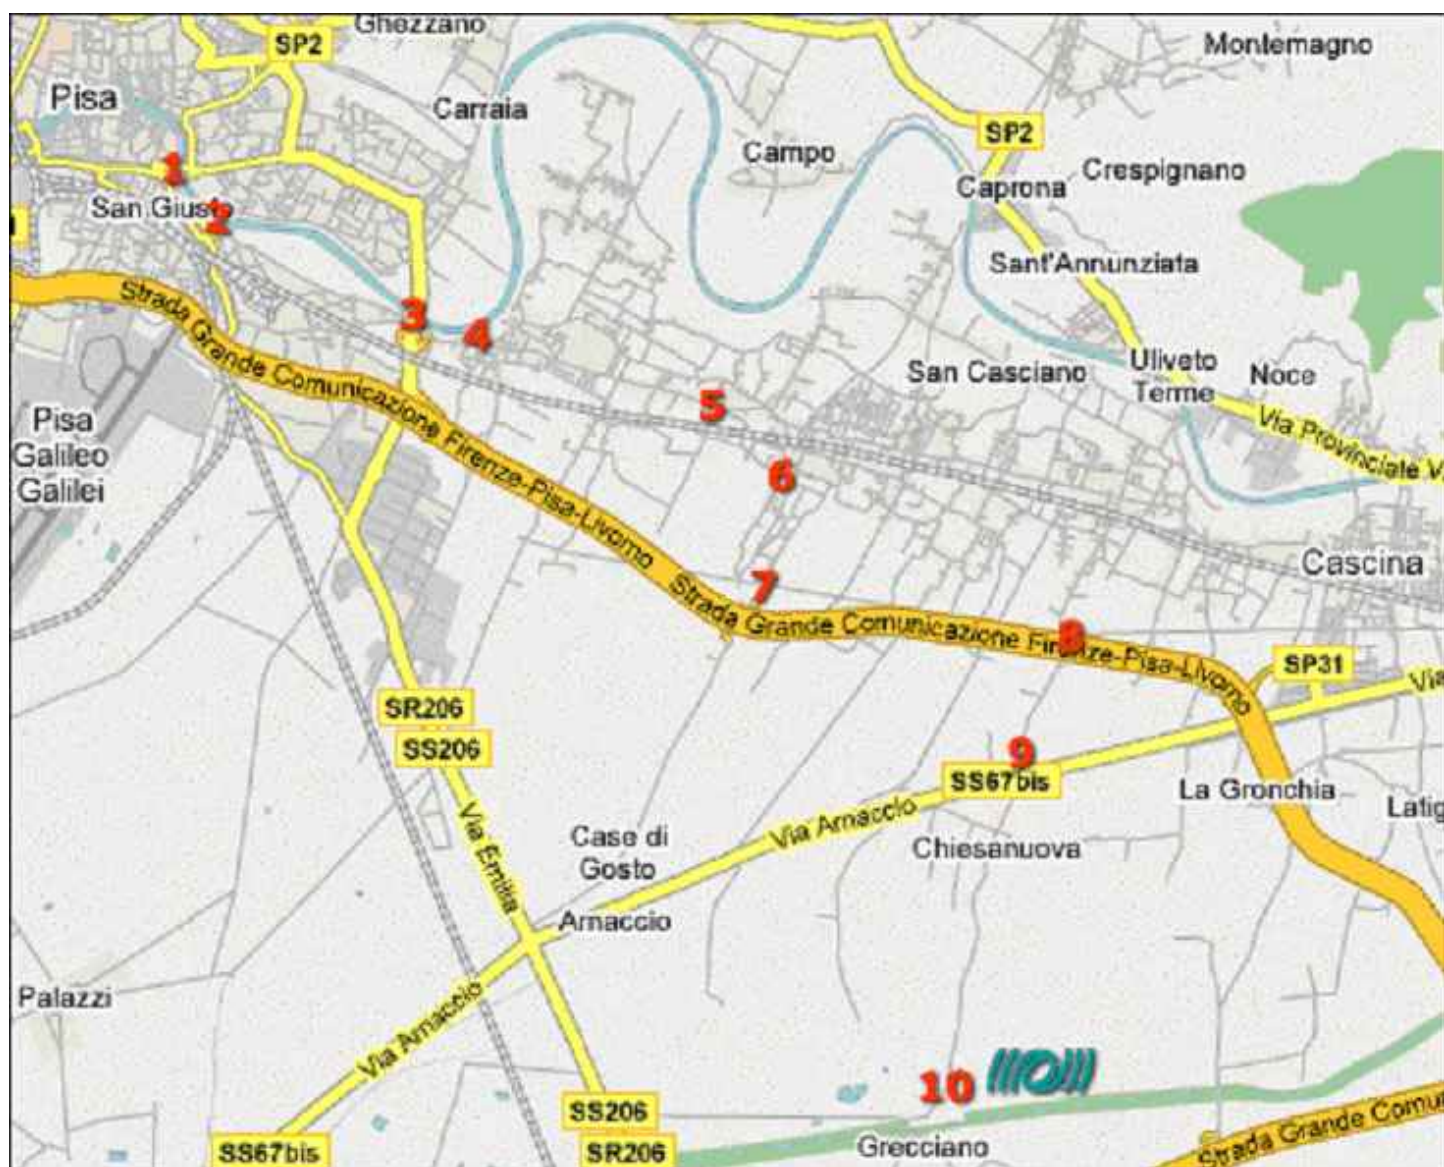 Ghezzano
SP2
Montemagno
Pisa
Carraia
SP2
Campo
1
Crespignano
Caprona
San Giusto
2
Sant'Annunziata
Strada Grande Comunicazione Firenze-Pisa-Livorno
3
4
Uliveto
Terme
San Casciano
Noce
5
Via Provinciale V
Pisa
Galileo
Galilei
6
Cascina
7
Strada Grande Comunicazione Firenze-Pisa-Livorno
8
SP31
Via
SR206
SS206
9
SS67bis
La Gronchia
Latig
Via Arnaccio
Case di
Gosto
Chiesanuova
Via Emilia
Arnaccio
Palazzi
Via Arnaccio
10
SS206
Grecciano
SS67bis
SR206
Strada Grande Comu